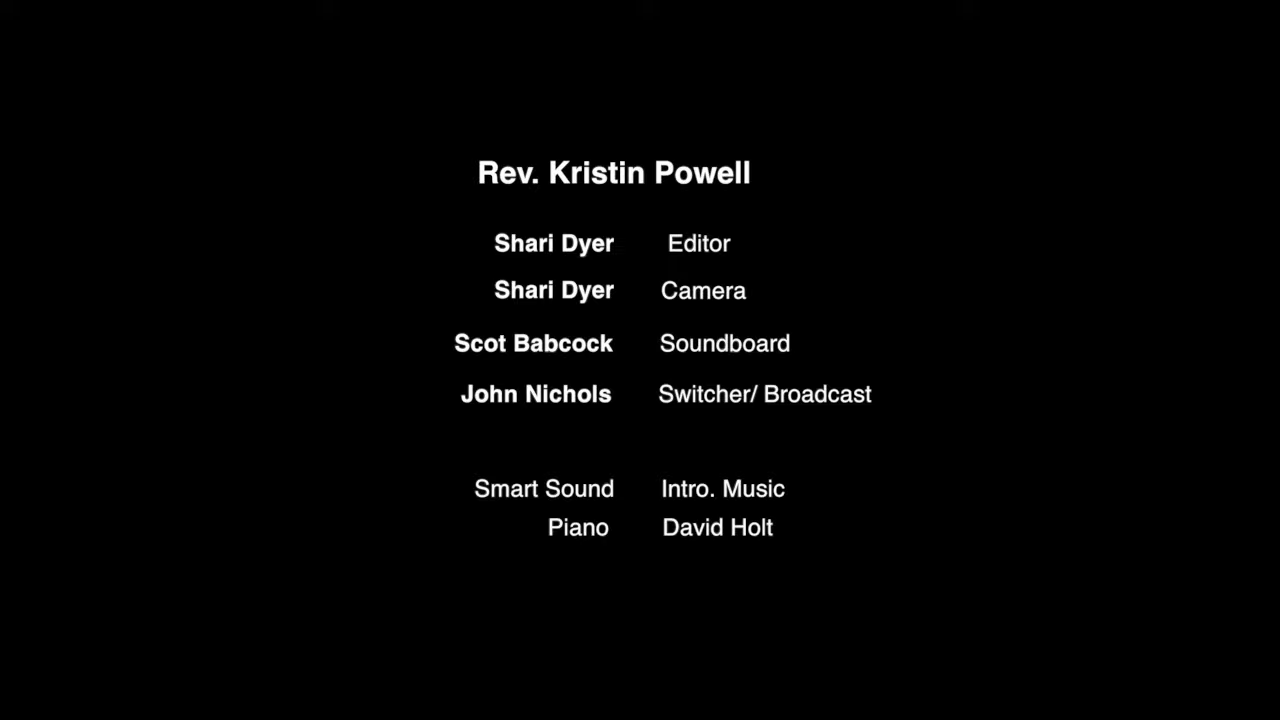 Rev. Kristin Powell
Shari Dyer Editor
Shari Dyer Camera
Scot Babcock Soundboard
John Nichols Switcher/ Broadcast
Smart Sound Intro. Music
Piano David Holt